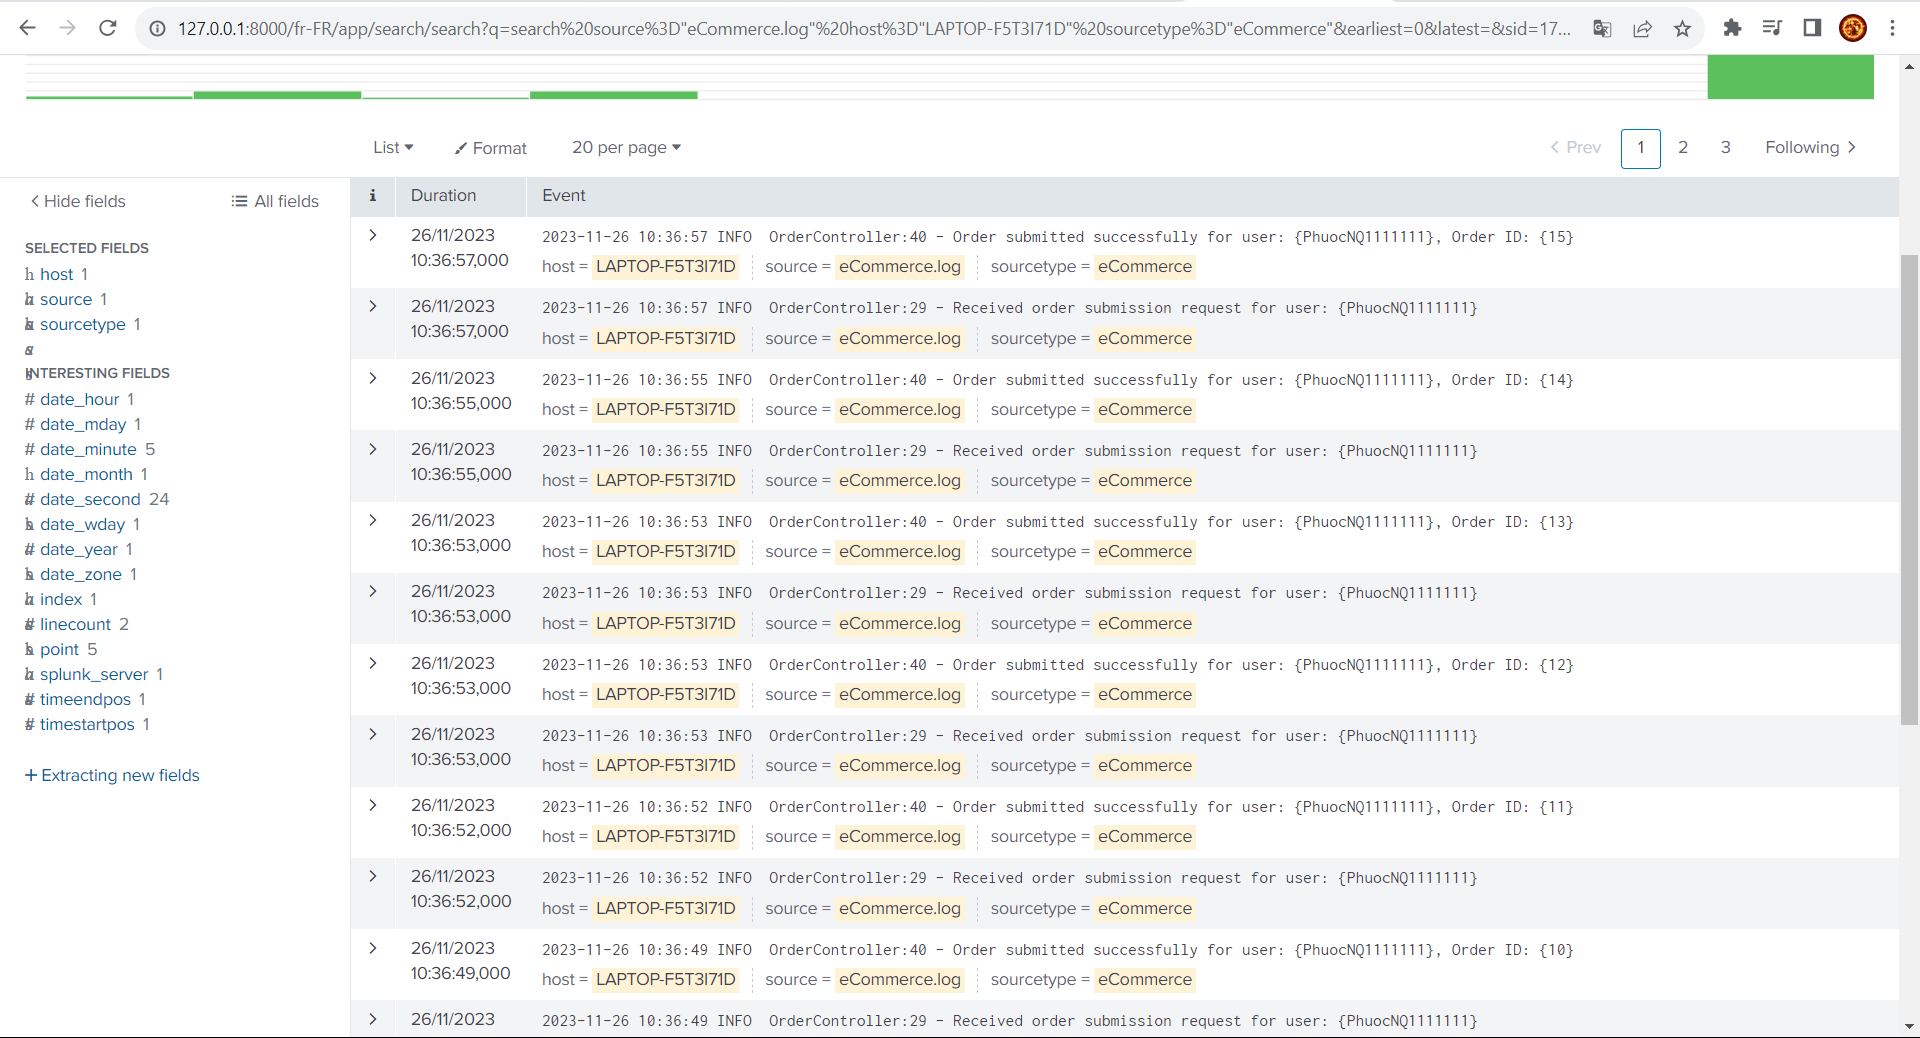 127.0.0.1:8000/fr-FR/app/search/search?q=search%20source%3D"eCommerce.log"%20host%3D"LAPTOP-F5T3I71D"%20sourcetype%3D"eCommerce"&earliest=0&latest=&sid=17...
List Format 20 per page Prev 1 2 3 Following
Hide fields All fields
i Duration Event
SELECTED FIELDS
host 1
source 1
sourcetype 1
INTERESTING FIELDS
# date_hour 1
# date_mday 1
# date_minute 5
date_month 1
# date_second 24
date_wday 1
# date_year 1
date_zone 1
index 1
# linecount 2
point 5
splunk_server 1
# timeendpos 1
# timestartpos 1
+ Extracting new fields
26/11/2023 10:36:57,000
2023-11-26 10:36:57 INFO OrderController:40 - Order submitted successfully for user: {PhuocNQ1111111}, Order ID: {15}
host = LAPTOP-F5T3I71D source = eCommerce.log sourcetype = eCommerce
26/11/2023 10:36:57,000
2023-11-26 10:36:57 INFO OrderController:29 - Received order submission request for user: {PhuocNQ1111111}
host = LAPTOP-F5T3I71D source = eCommerce.log sourcetype = eCommerce
26/11/2023 10:36:55,000
2023-11-26 10:36:55 INFO OrderController:40 - Order submitted successfully for user: {PhuocNQ1111111}, Order ID: {14}
host = LAPTOP-F5T3I71D source = eCommerce.log sourcetype = eCommerce
26/11/2023 10:36:55,000
2023-11-26 10:36:55 INFO OrderController:29 - Received order submission request for user: {PhuocNQ1111111}
host = LAPTOP-F5T3I71D source = eCommerce.log sourcetype = eCommerce
26/11/2023 10:36:53,000
2023-11-26 10:36:53 INFO OrderController:40 - Order submitted successfully for user: {PhuocNQ1111111}, Order ID: {13}
host = LAPTOP-F5T3I71D source = eCommerce.log sourcetype = eCommerce
26/11/2023 10:36:53,000
2023-11-26 10:36:53 INFO OrderController:29 - Received order submission request for user: {PhuocNQ1111111}
host = LAPTOP-F5T3I71D source = eCommerce.log sourcetype = eCommerce
26/11/2023 10:36:53,000
2023-11-26 10:36:53 INFO OrderController:40 - Order submitted successfully for user: {PhuocNQ1111111}, Order ID: {12}
host = LAPTOP-F5T3I71D source = eCommerce.log sourcetype = eCommerce
26/11/2023 10:36:53,000
2023-11-26 10:36:53 INFO OrderController:29 - Received order submission request for user: {PhuocNQ1111111}
host = LAPTOP-F5T3I71D source = eCommerce.log sourcetype = eCommerce
26/11/2023 10:36:52,000
2023-11-26 10:36:52 INFO OrderController:40 - Order submitted successfully for user: {PhuocNQ1111111}, Order ID: {11}
host = LAPTOP-F5T3I71D source = eCommerce.log sourcetype = eCommerce
26/11/2023 10:36:52,000
2023-11-26 10:36:52 INFO OrderController:29 - Received order submission request for user: {PhuocNQ1111111}
host = LAPTOP-F5T3I71D source = eCommerce.log sourcetype = eCommerce
26/11/2023 10:36:49,000
2023-11-26 10:36:49 INFO OrderController:40 - Order submitted successfully for user: {PhuocNQ1111111}, Order ID: {10}
host = LAPTOP-F5T3I71D source = eCommerce.log sourcetype = eCommerce
26/11/2023
2023-11-26 10:36:49 INFO OrderController:29 - Received order submission request for user: {PhuocNQ1111111}